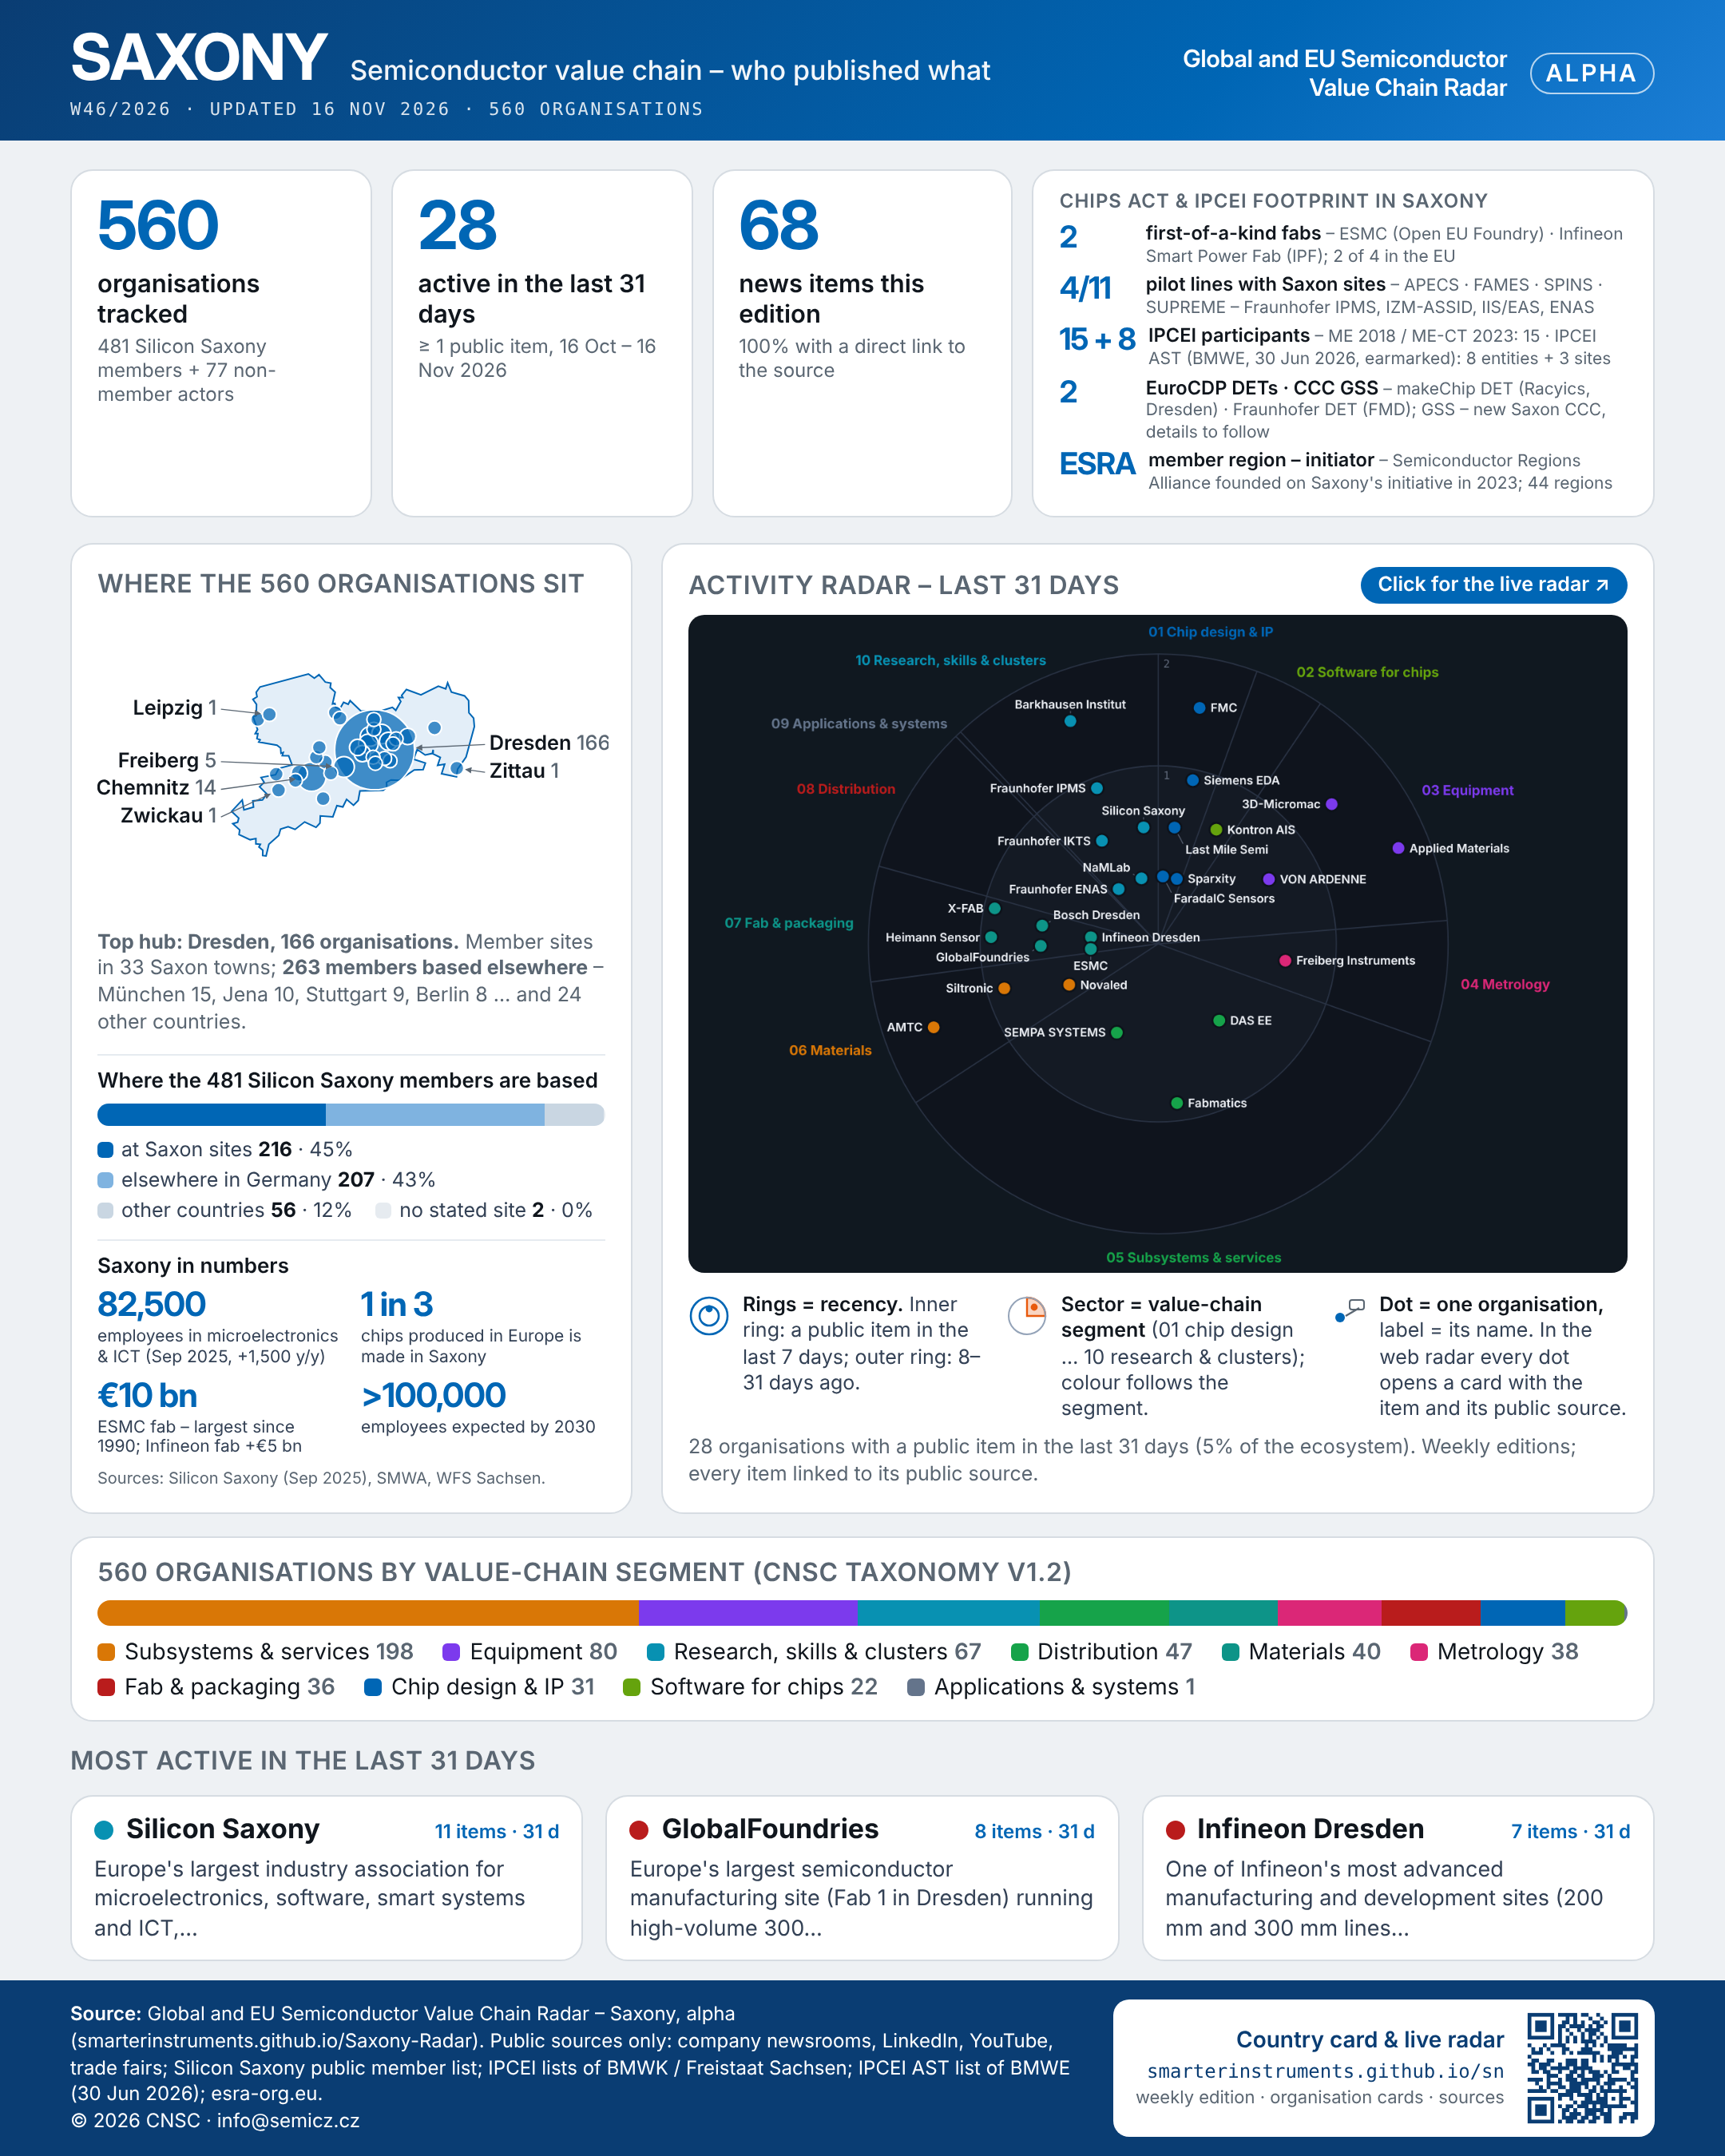 SAXONY Semiconductor value chain – who published what
W46/2026 · UPDATED 16 NOV 2026 · 560 ORGANISATIONS
Global and EU Semiconductor
Value Chain Radar
ALPHA
560
organisations
tracked
481 Silicon Saxony
members + 77 non-
member actors
28
active in the last 31
days
≥ 1 public item, 16 Oct – 16
Nov 2026
68
news items this
edition
100% with a direct link to
the source
CHIPS ACT & IPCEI FOOTPRINT IN SAXONY
2 first-of-a-kind fabs – ESMC (Open EU Foundry) · Infineon
Smart Power Fab (IPF); 2 of 4 in the EU
4/11 pilot lines with Saxon sites – APECS · FAMES · SPINS ·
SUPREME – Fraunhofer IPMS, IZM-ASSID, IIS/EAS, ENAS
15 + 8 IPCEI participants – ME 2018 / ME-CT 2023: 15 · IPCEI
AST (BMWE, 30 Jun 2026, earmarked): 8 entities + 3 sites
2 EuroCDP DETs · CCC GSS – makeChip DET (Racyics,
Dresden) · Fraunhofer DET (FMD); GSS – new Saxon CCC,
details to follow
ESRA member region – initiator – Semiconductor Regions
Alliance founded on Saxony's initiative in 2023; 44 regions
WHERE THE 560 ORGANISATIONS SIT
Leipzig 1
Freiberg 5
Chemnitz 14
Zwickau 1
Dresden 166
Zittau 1
Top hub: Dresden, 166 organisations. Member sites
in 33 Saxon towns; 263 members based elsewhere –
München 15, Jena 10, Stuttgart 9, Berlin 8 ... and 24
other countries.
Where the 481 Silicon Saxony members are based
at Saxon sites 216 · 45%
elsewhere in Germany 207 · 43%
other countries 56 · 12%
no stated site 2 · 0%
Saxony in numbers
82,500
employees in microelectronics
& ICT (Sep 2025, +1,500 y/y)
1 in 3
chips produced in Europe is
made in Saxony
€10 bn
ESMC fab – largest since
1990; Infineon fab +€5 bn
>100,000
employees expected by 2030
Sources: Silicon Saxony (Sep 2025), SMWA, WFS Sachsen.
ACTIVITY RADAR – LAST 31 DAYS
Click for the live radar ↗
01 Chip design & IP
10 Research, skills & clusters
2
02 Software for chips
Barkhausen Institut
FMC
09 Applications & systems
1
Siemens EDA
08 Distribution
Fraunhofer IPMS
03 Equipment
3D-Micromac
Silicon Saxony
Kontron AIS
Fraunhofer IKTS
Last Mile Semi
Applied Materials
NaMLab
Sparxity
VON ARDENNE
Fraunhofer ENAS
FaradaIC Sensors
X-FAB
Bosch Dresden
07 Fab & packaging
Heimann Sensor
Infineon Dresden
GlobalFoundries
ESMC
Freiberg Instruments
Siltronic
Novaled
04 Metrology
AMTC
SEMPA SYSTEMS
DAS EE
06 Materials
Fabmatics
05 Subsystems & services
Rings = recency. Inner
ring: a public item in the
last 7 days; outer ring: 8–
31 days ago.
Sector = value-chain
segment (01 chip design
... 10 research & clusters);
colour follows the
segment.
Dot = one organisation,
label = its name. In the
web radar every dot
opens a card with the
item and its public source.
28 organisations with a public item in the last 31 days (5% of the ecosystem). Weekly editions;
every item linked to its public source.
560 ORGANISATIONS BY VALUE-CHAIN SEGMENT (CNSC TAXONOMY V1.2)
Subsystems & services 198 Equipment 80 Research, skills & clusters 67 Distribution 47 Materials 40 Metrology 38
Fab & packaging 36 Chip design & IP 31 Software for chips 22 Applications & systems 1
MOST ACTIVE IN THE LAST 31 DAYS
Silicon Saxony 11 items · 31 d
Europe's largest industry association for
microelectronics, software, smart systems
and ICT,...
GlobalFoundries 8 items · 31 d
Europe's largest semiconductor
manufacturing site (Fab 1 in Dresden) running
high-volume 300...
Infineon Dresden 7 items · 31 d
One of Infineon's most advanced
manufacturing and development sites (200
mm and 300 mm lines...
Source: Global and EU Semiconductor Value Chain Radar – Saxony, alpha
(smarterinstruments.github.io/Saxony-Radar). Public sources only: company newsrooms, LinkedIn, YouTube,
trade fairs; Silicon Saxony public member list; IPCEI lists of BMWK / Freistaat Sachsen; IPCEI AST list of BMWE
(30 Jun 2026); esra-org.eu.
© 2026 CNSC · info@semicz.cz
Country card & live radar
smarterinstruments.github.io/sn
weekly edition · organisation cards · sources